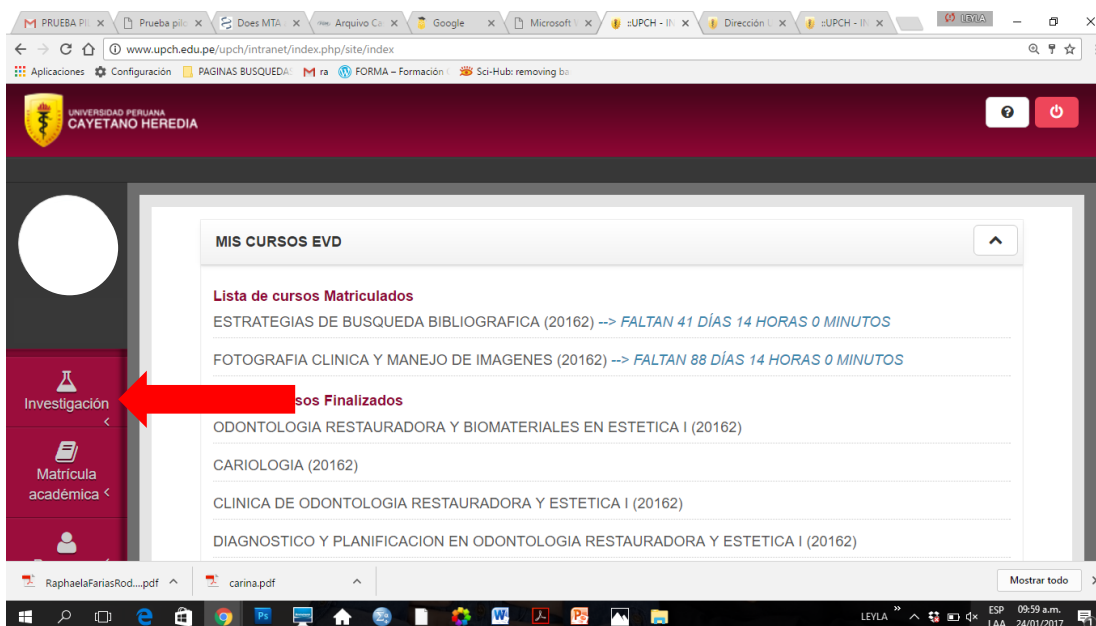 PRUEBA PIL
Prueba pilo
Does MTA
Arquivo Ca
Google
Microsoft
::UPCH - IN
Dirección
::UPCH - IN
LEYLA
www.upch.edu.pe/upch/intranet/index.php/site/index
Aplicaciones Configuración PAGINAS BUSQUEDA M ra FORMA – Formación Sci-Hub: removing ba
UNIVERSIDAD PERUANA
CAYETANO HEREDIA
MIS CURSOS EVD
Lista de cursos Matriculados
ESTRATEGIAS DE BUSQUEDA BIBLIOGRAFICA (20162) --> FALTAN 41 DÍAS 14 HORAS 0 MINUTOS
FOTOGRAFIA CLINICA Y MANEJO DE IMAGENES (20162) --> FALTAN 88 DÍAS 14 HORAS 0 MINUTOS
Investigación
sos Finalizados
ODONTOLOGIA RESTAURADORA Y BIOMATERIALES EN ESTETICA I (20162)
CARIOLOGIA (20162)
Matrícula
académica
CLINICA DE ODONTOLOGIA RESTAURADORA Y ESTETICA I (20162)
DIAGNOSTICO Y PLANIFICACION EN ODONTOLOGIA RESTAURADORA Y ESTETICA I (20162)
RaphaelaFariasRod....pdf
carina.pdf
Mostrar todo
LEYLA
ESP
LAA
09:59 a.m.
24/01/2017